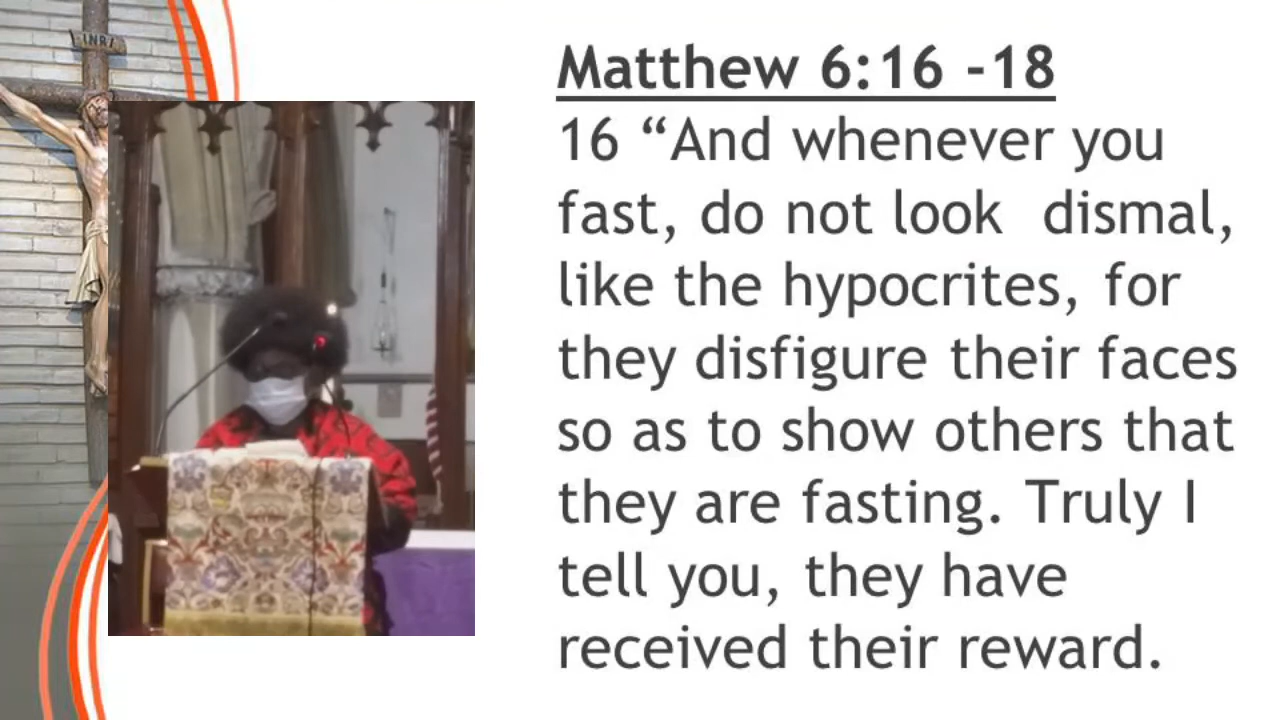 INRI
Matthew 6:16 -18
16 “And whenever you
fast, do not look  dismal,
like the hypocrites, for
they disfigure their faces
so as to show others that
they are fasting. Truly I
tell you, they have
received their reward.